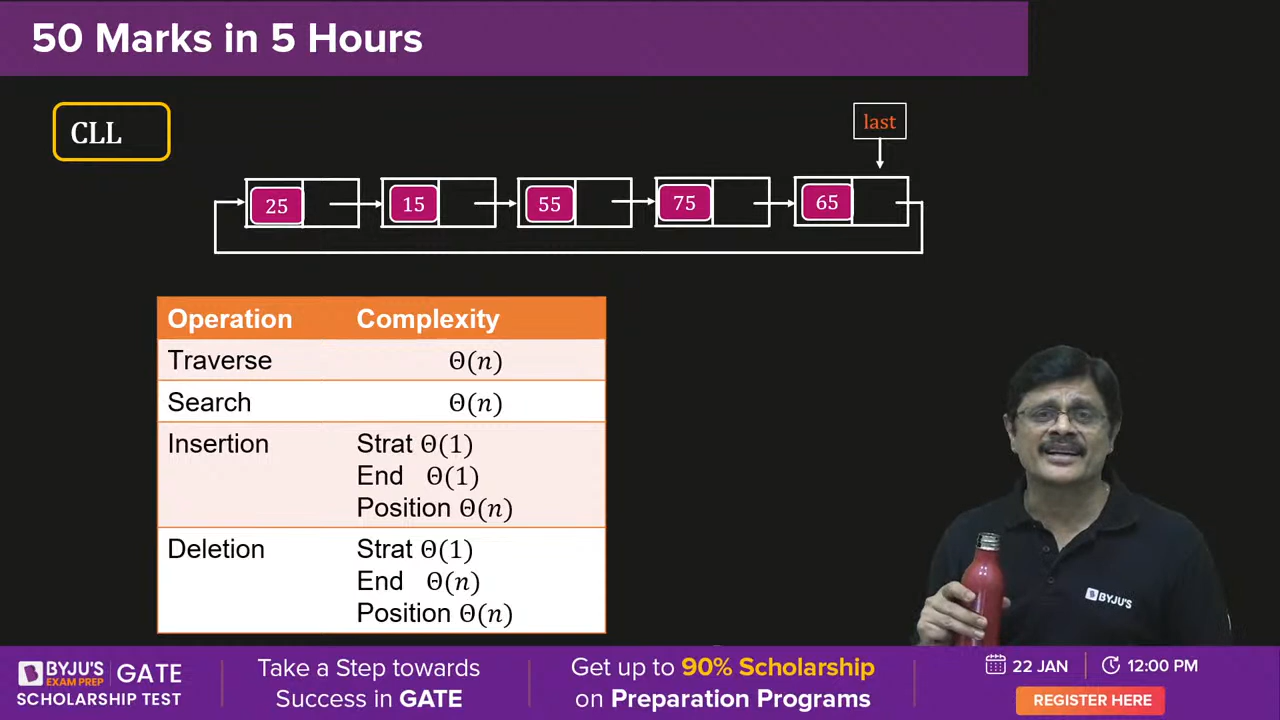 50 Marks in 5 Hours
CLL
last
25 15 55 75 65
Operation Complexity
Traverse Θ(n)
Search Θ(n)
Insertion Strat Θ(1)
End Θ(1)
Position Θ(n)
Deletion Strat Θ(1)
End Θ(n)
Position Θ(n)
BYJU'S
BYJU'S EXAM PREP GATE
SCHOLARSHIP TEST
Take a Step towards
Success in GATE
Get up to 90% Scholarship
on Preparation Programs
22 JAN 12:00 PM
REGISTER HERE